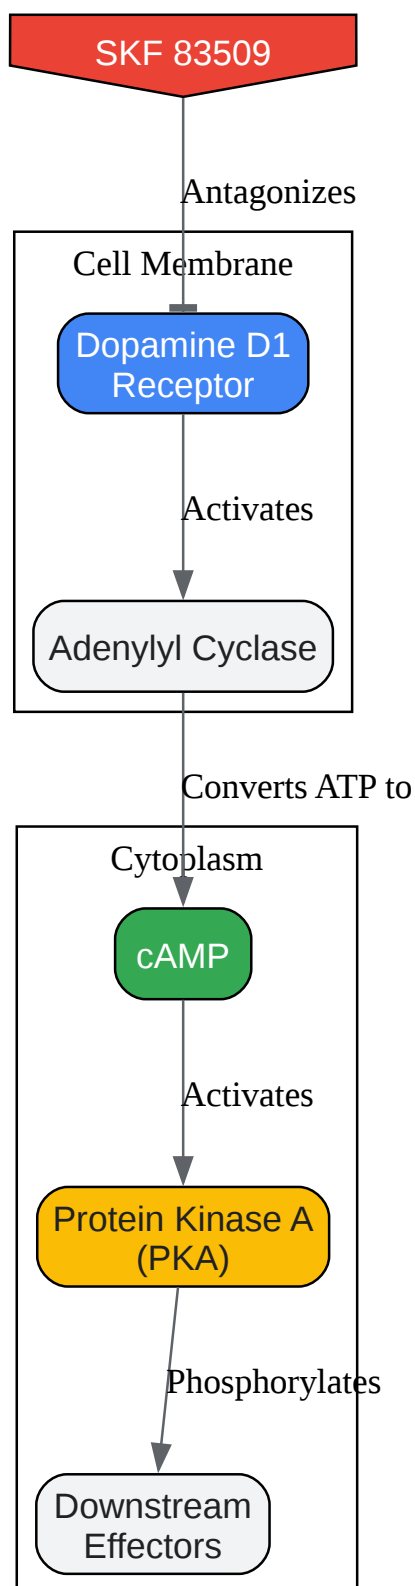 SKF 83509
Antagonizes
Cell Membrane
Dopamine D1
Receptor
Activates
Adenylyl Cyclase
Converts ATP to
Cytoplasm
cAMP
Activates
Protein Kinase A
(PKA)
Phosphorylates
Downstream
Effectors